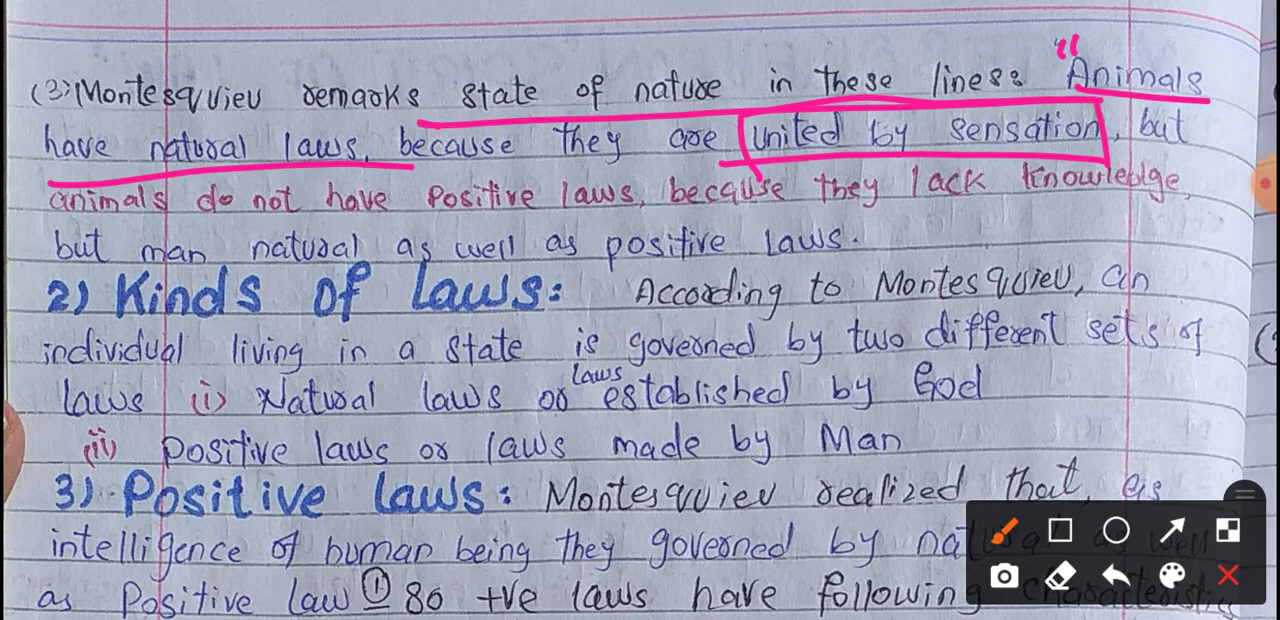 (3) Montesquieu remarks state of nature in these lines: "Animals
have natural laws, because they are united by sensation, but
animals do not have Positive laws, because they lack knowledge,
but man natural as well as positive laws.
2) Kinds of Laws: According to Montesquieu, an
individual living in a state is governed by two different sets of
laws (i) Natural laws or laws established by God
(ii) Positive laws or laws made by Man
3) Positive Laws: Montesquieu realized that, as
intelligence of human being they governed by natural as well
as Positive law ① so +ve laws have following characteristics